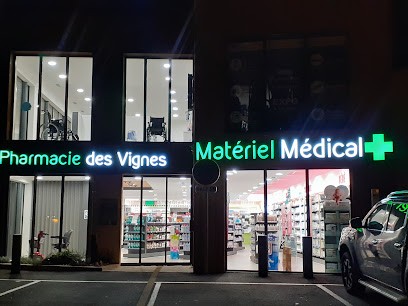 Pharmacie des Vignes
Matériel Médical